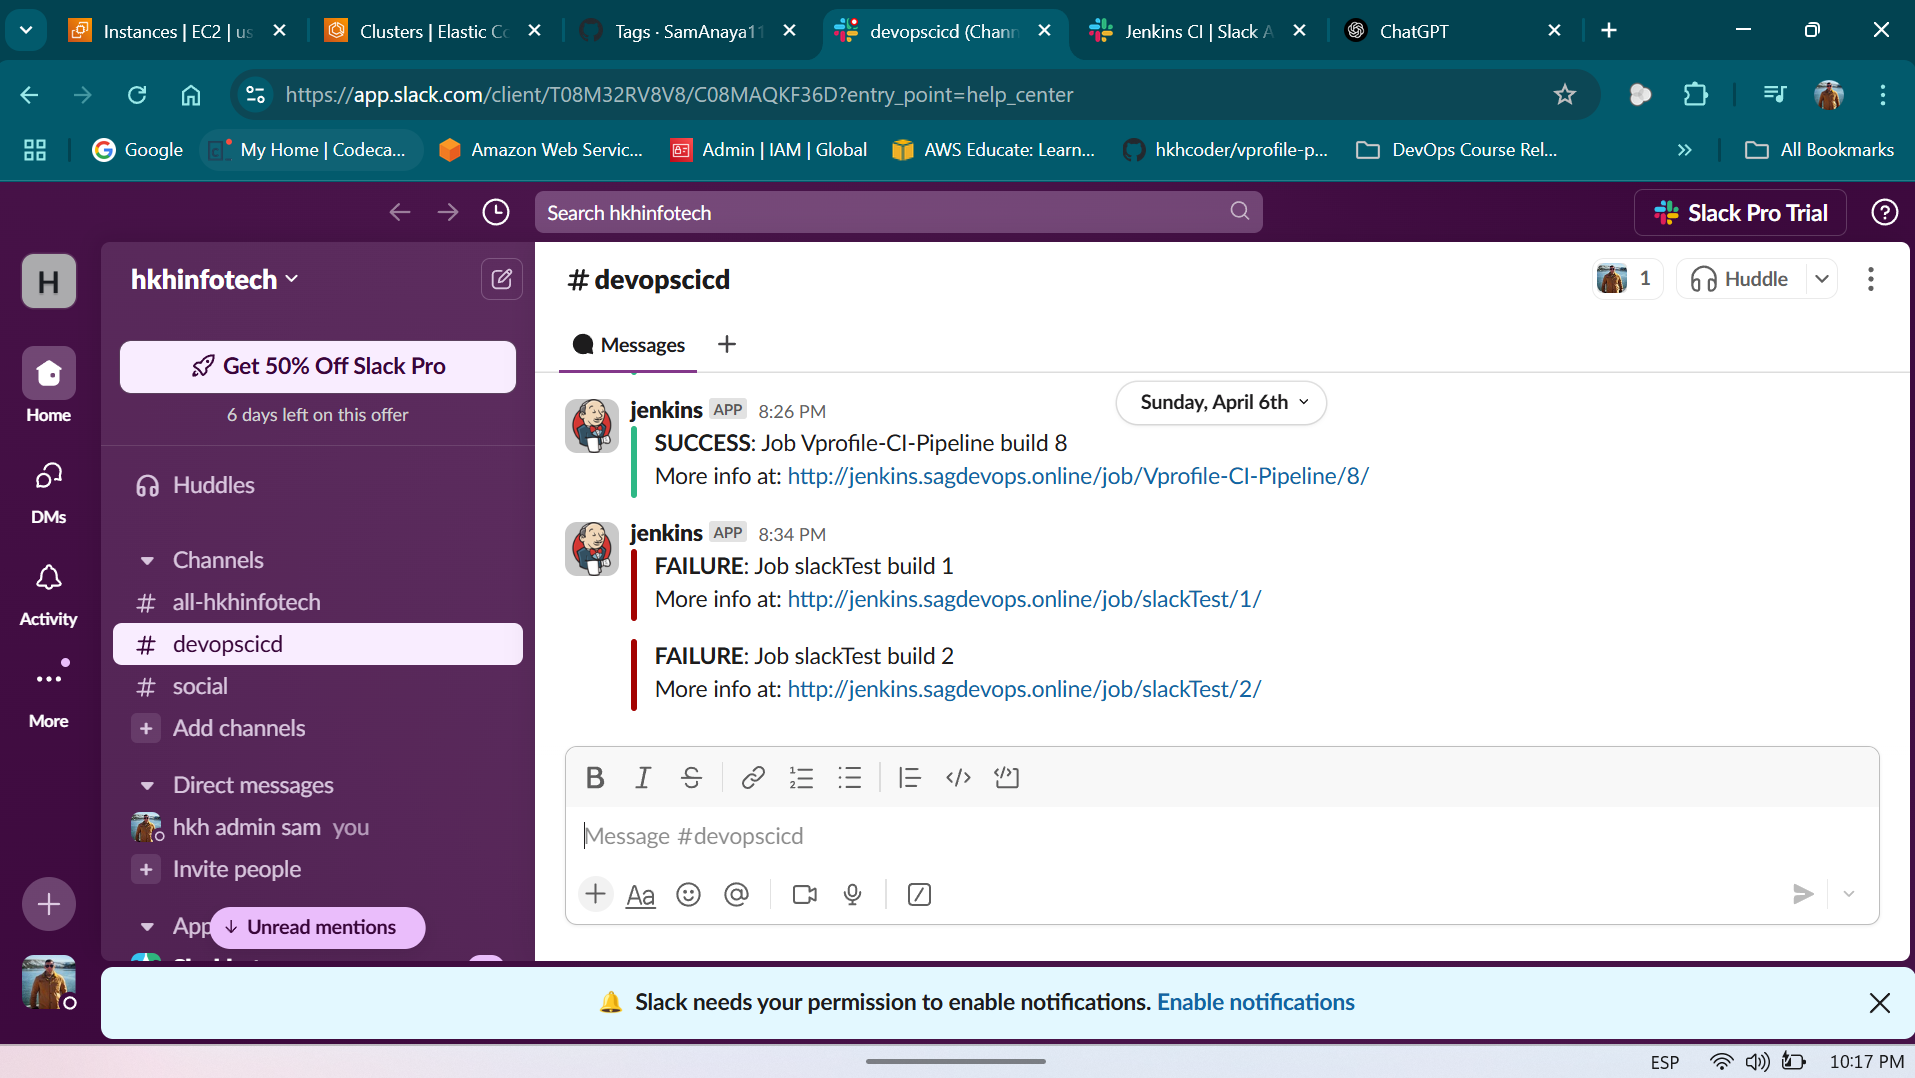 Instances | EC2 | us
Clusters | Elastic Co
Tags · SamAnaya11
devopscicd (Chann
Jenkins CI | Slack A
ChatGPT
https://app.slack.com/client/T08M32RV8V8/C08MAQKF36D?entry_point=help_center
Google
My Home | Codeca...
Amazon Web Servic...
Admin | IAM | Global
AWS Educate: Learn...
hkhcoder/vprofile-p...
DevOps Course Rel...
All Bookmarks
Search hkhinfotech
Slack Pro Trial
H
hkhinfotech
Get 50% Off Slack Pro
6 days left on this offer
Home
DMs
Activity
More
Huddles
Channels
# all-hkhinfotech
# devopscicd
# social
+ Add channels
Direct messages
hkh admin sam you
+ Invite people
App
↓ Unread mentions
# devopscicd
1
Huddle
Messages
Sunday, April 6th
jenkins APP 8:26 PM
SUCCESS: Job Vprofile-CI-Pipeline build 8
More info at: http://jenkins.sagdevops.online/job/Vprofile-CI-Pipeline/8/
jenkins APP 8:34 PM
FAILURE: Job slackTest build 1
More info at: http://jenkins.sagdevops.online/job/slackTest/1/
FAILURE: Job slackTest build 2
More info at: http://jenkins.sagdevops.online/job/slackTest/2/
Message #devopscicd
Aa
Slack needs your permission to enable notifications. Enable notifications
ESP
10:17 PM